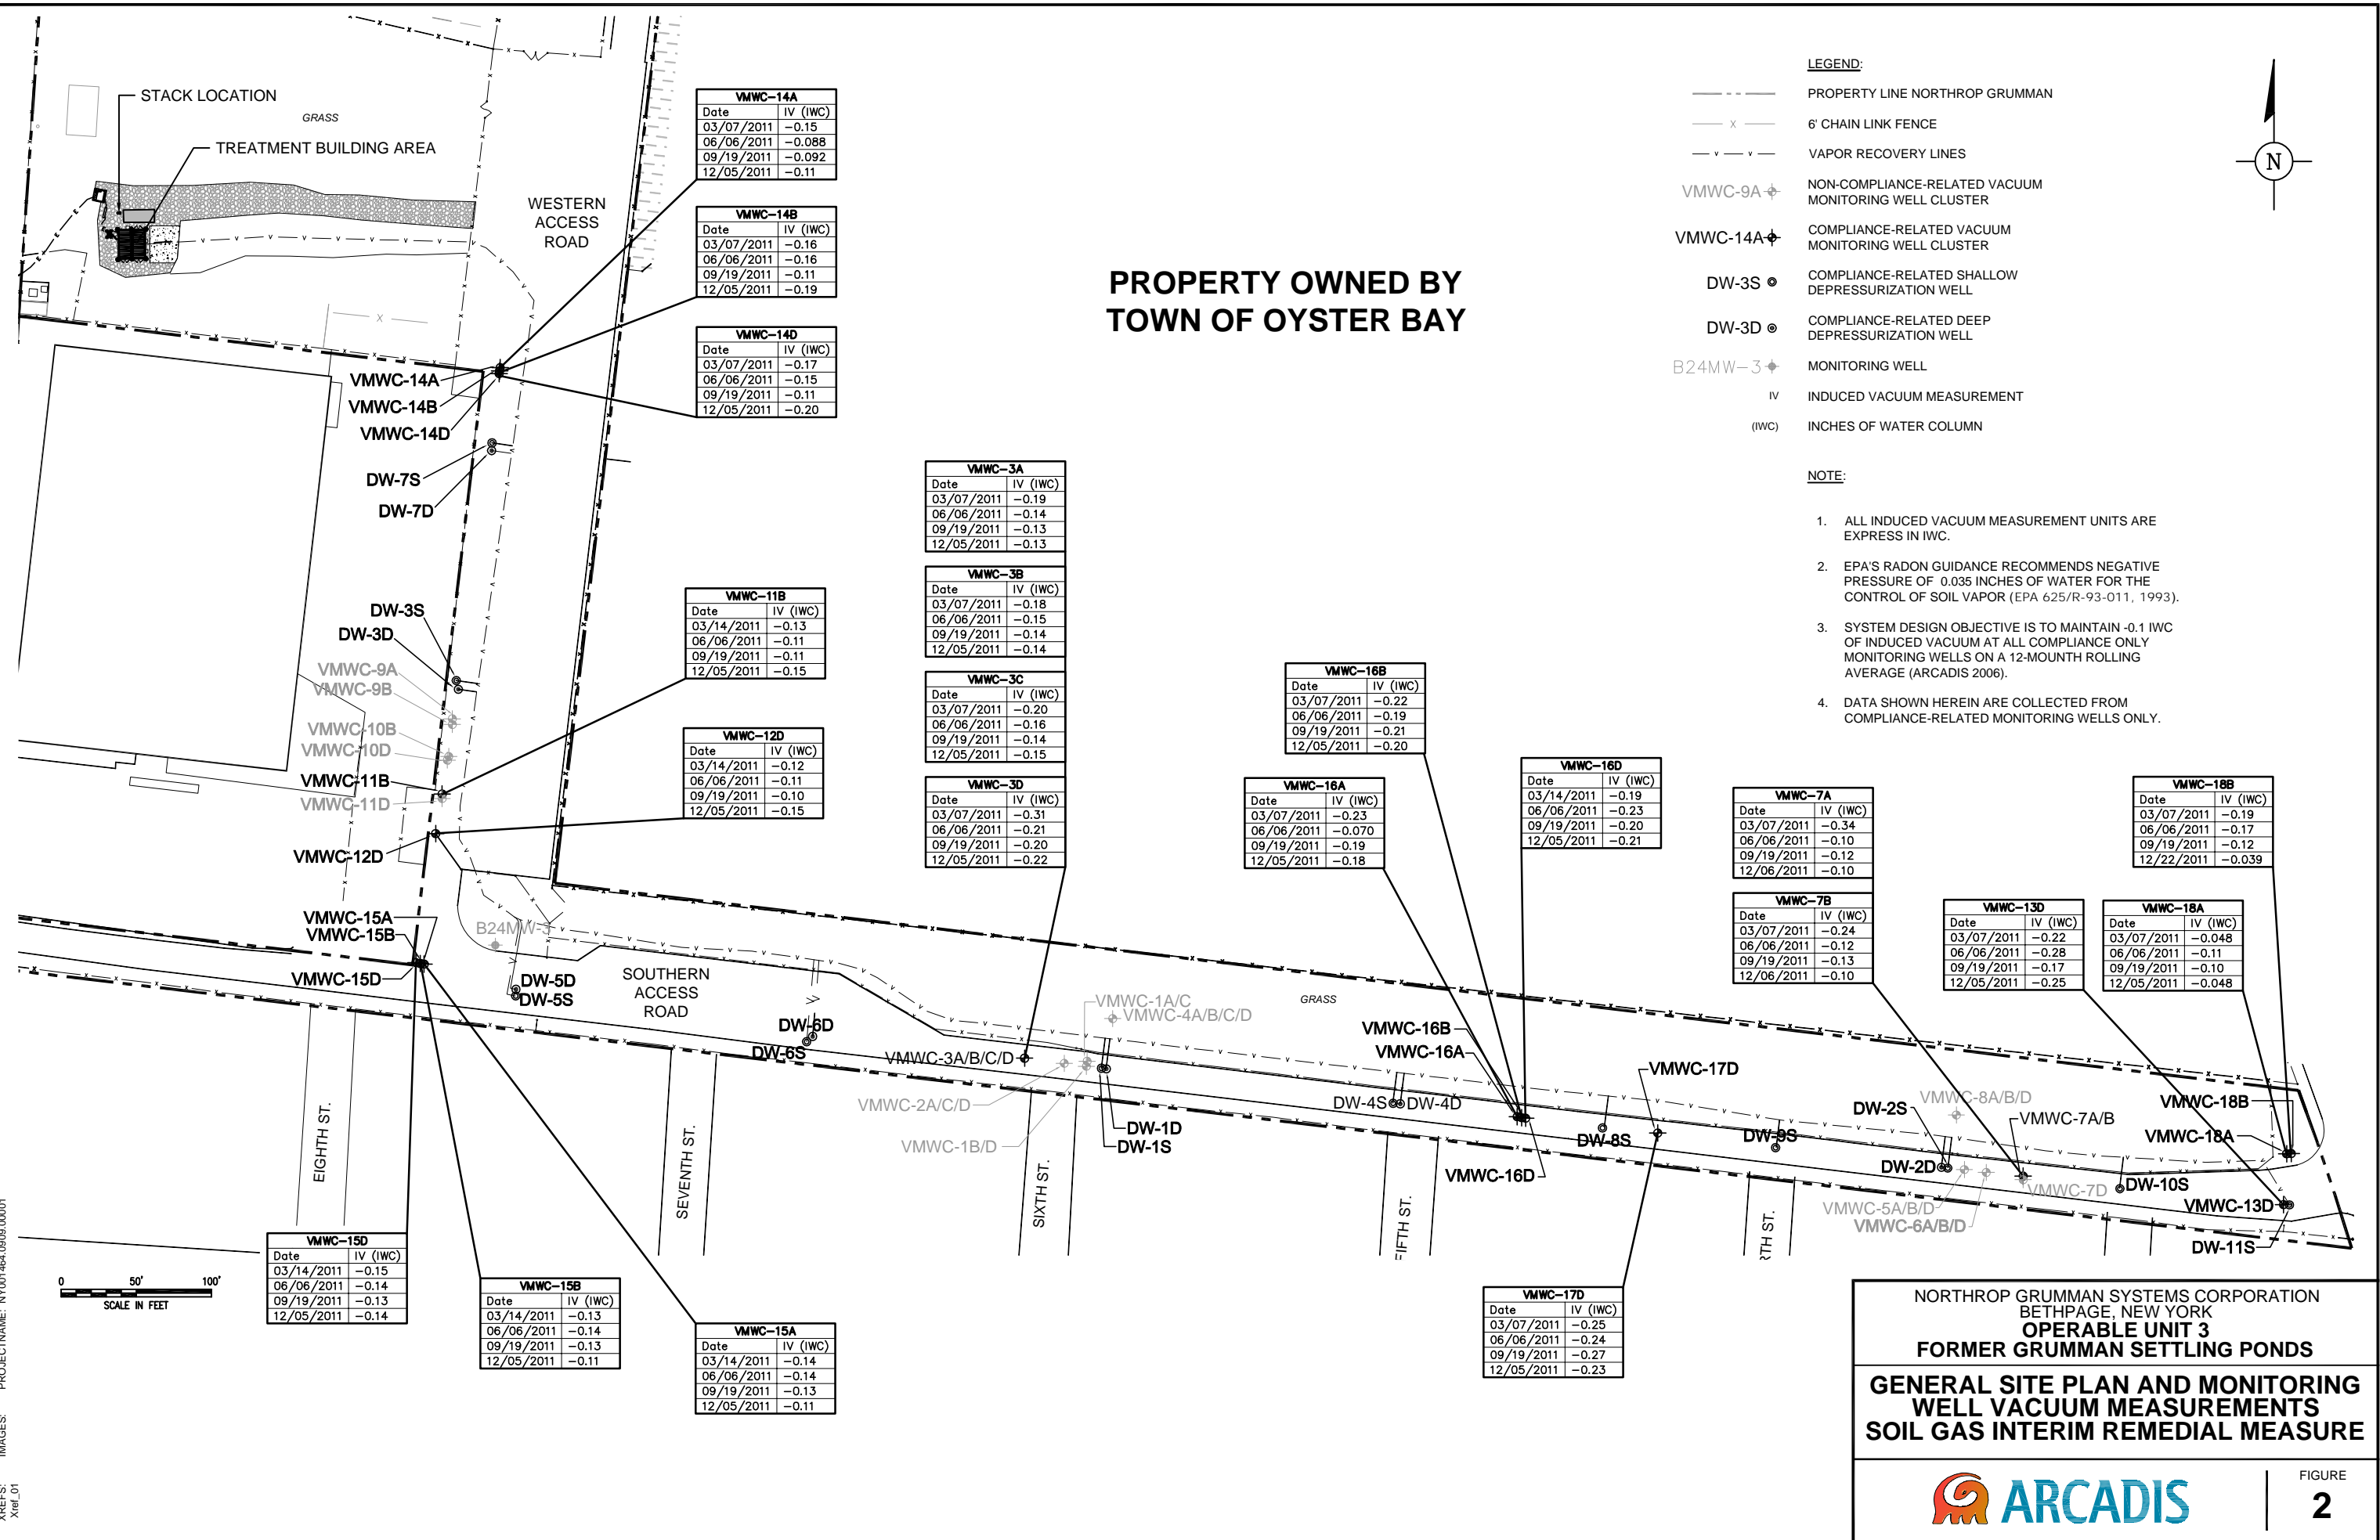 STACK LOCATION
GRASS
TREATMENT BUILDING AREA
WESTERN
ACCESS
ROAD
VMWC-14A
Date IV (IWC)
03/07/2011 -0.15
06/06/2011 -0.088
09/19/2011 -0.092
12/05/2011 -0.11
VMWC-14B
Date IV (IWC)
03/07/2011 -0.16
06/06/2011 -0.16
09/19/2011 -0.11
12/05/2011 -0.19
VMWC-14D
Date IV (IWC)
03/07/2011 -0.17
06/06/2011 -0.15
09/19/2011 -0.11
12/05/2011 -0.20
PROPERTY OWNED BY
TOWN OF OYSTER BAY
LEGEND:
PROPERTY LINE NORTHROP GRUMMAN
X
6' CHAIN LINK FENCE
V V
VAPOR RECOVERY LINES
VMWC-9A
NON-COMPLIANCE-RELATED VACUUM
MONITORING WELL CLUSTER
VMWC-14A
COMPLIANCE-RELATED VACUUM
MONITORING WELL CLUSTER
DW-3S
COMPLIANCE-RELATED SHALLOW
DEPRESSURIZATION WELL
DW-3D
COMPLIANCE-RELATED DEEP
DEPRESSURIZATION WELL
B24MW-3
MONITORING WELL
IV
INDUCED VACUUM MEASUREMENT
(IWC)
INCHES OF WATER COLUMN
N
NOTE:
1. ALL INDUCED VACUUM MEASUREMENT UNITS ARE
EXPRESS IN IWC.
2. EPA'S RADON GUIDANCE RECOMMENDS NEGATIVE
PRESSURE OF 0.035 INCHES OF WATER FOR THE
CONTROL OF SOIL VAPOR (EPA 625/R-93-011, 1993).
3. SYSTEM DESIGN OBJECTIVE IS TO MAINTAIN -0.1 IWC
OF INDUCED VACUUM AT ALL COMPLIANCE ONLY
MONITORING WELLS ON A 12-MOUNTH ROLLING
AVERAGE (ARCADIS 2006).
4. DATA SHOWN HEREIN ARE COLLECTED FROM
COMPLIANCE-RELATED MONITORING WELLS ONLY.
VMWC-14A
VMWC-14B
VMWC-14D
DW-7S
DW-7D
DW-3S
DW-3D
VMWC-9A
VMWC-9B
VMWC-10B
VMWC-10D
VMWC-11B
VMWC-11D
VMWC-12D
VMWC-15A
VMWC-15B
VMWC-15D
B24MW-3
DW-5D
DW-5S
SOUTHERN
ACCESS
ROAD
VMWC-11B
Date IV (IWC)
03/14/2011 -0.13
06/06/2011 -0.11
09/19/2011 -0.11
12/05/2011 -0.15
VMWC-12D
Date IV (IWC)
03/14/2011 -0.12
06/06/2011 -0.11
09/19/2011 -0.10
12/05/2011 -0.15
VMWC-3A
Date IV (IWC)
03/07/2011 -0.19
06/06/2011 -0.14
09/19/2011 -0.13
12/05/2011 -0.13
VMWC-3B
Date IV (IWC)
03/07/2011 -0.18
06/06/2011 -0.15
09/19/2011 -0.14
12/05/2011 -0.14
VMWC-3C
Date IV (IWC)
03/07/2011 -0.20
06/06/2011 -0.16
09/19/2011 -0.14
12/05/2011 -0.15
VMWC-3D
Date IV (IWC)
03/07/2011 -0.31
06/06/2011 -0.21
09/19/2011 -0.20
12/05/2011 -0.22
VMWC-16B
Date IV (IWC)
03/07/2011 -0.22
06/06/2011 -0.19
09/19/2011 -0.21
12/05/2011 -0.20
VMWC-16A
Date IV (IWC)
03/07/2011 -0.23
06/06/2011 -0.070
09/19/2011 -0.19
12/05/2011 -0.18
VMWC-16D
Date IV (IWC)
03/14/2011 -0.19
06/06/2011 -0.23
09/19/2011 -0.20
12/05/2011 -0.21
VMWC-7A
Date IV (IWC)
03/07/2011 -0.34
06/06/2011 -0.10
09/19/2011 -0.12
12/06/2011 -0.10
VMWC-7B
Date IV (IWC)
03/07/2011 -0.24
06/06/2011 -0.12
09/19/2011 -0.13
12/06/2011 -0.10
VMWC-18B
Date IV (IWC)
03/07/2011 -0.19
06/06/2011 -0.17
09/19/2011 -0.12
12/22/2011 -0.039
VMWC-13D
Date IV (IWC)
03/07/2011 -0.22
06/06/2011 -0.28
09/19/2011 -0.17
12/05/2011 -0.25
VMWC-18A
Date IV (IWC)
03/07/2011 -0.048
06/06/2011 -0.11
09/19/2011 -0.10
12/05/2011 -0.048
DW-6D
DW-6S
VMWC-3A/B/C/D
VMWC-1A/C
VMWC-4A/B/C/D
VMWC-2A/C/D
VMWC-1B/D
DW-1D
DW-1S
GRASS
VMWC-16B
VMWC-16A
DW-4S
DW-4D
VMWC-16D
VMWC-17D
DW-8S
DW-9S
DW-2S
DW-2D
VMWC-8A/B/D
VMWC-7A/B
VMWC-5A/B/D
VMWC-6A/B/D
VMWC-7D
DW-10S
VMWC-18B
VMWC-18A
VMWC-13D
DW-11S
EIGHTH ST.
SEVENTH ST.
SIXTH ST.
FIFTH ST.
RTH ST.
VMWC-15D
Date IV (IWC)
03/14/2011 -0.15
06/06/2011 -0.14
09/19/2011 -0.13
12/05/2011 -0.14
VMWC-15B
Date IV (IWC)
03/14/2011 -0.13
06/06/2011 -0.14
09/19/2011 -0.13
12/05/2011 -0.11
VMWC-15A
Date IV (IWC)
03/14/2011 -0.14
06/06/2011 -0.14
09/19/2011 -0.13
12/05/2011 -0.11
VMWC-17D
Date IV (IWC)
03/07/2011 -0.25
06/06/2011 -0.24
09/19/2011 -0.27
12/05/2011 -0.23
0 50' 100'
SCALE IN FEET
XREFS: IMAGES: PROJECTNAME: NY001464.0909.00001
Xref_01
NORTHROP GRUMMAN SYSTEMS CORPORATION
BETHPAGE, NEW YORK
OPERABLE UNIT 3
FORMER GRUMMAN SETTLING PONDS
GENERAL SITE PLAN AND MONITORING
WELL VACUUM MEASUREMENTS
SOIL GAS INTERIM REMEDIAL MEASURE
ARCADIS
FIGURE
2